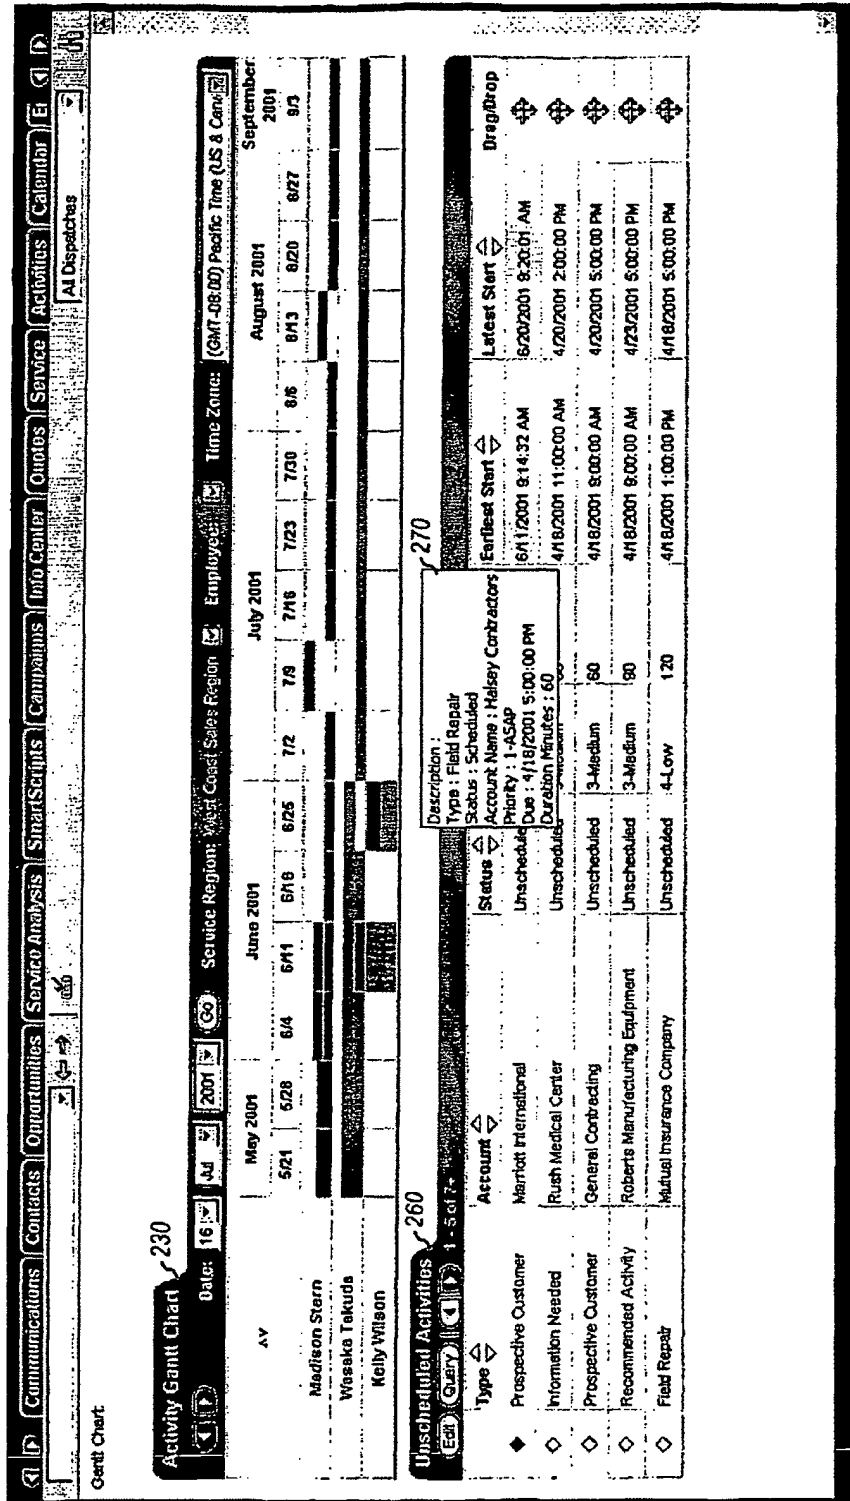 Communications Contacts Opportunities Service Analysis SmartScripts Campaigns Info Center Quotes Service Activities Calendar E
All Dispatches
Gantt Chart:
Activity Gantt Chart 230
Date: 16 Jul 2001 Go Service Region: West Coast Sales Region Employee: Time Zone: (GMT-08:00) Pacific Time (US &
May 2001 June 2001 July 2001 August 2001 September 2001
5/21 5/28 6/4 6/11 6/18 6/25 7/2 7/9 7/16 7/23 7/30 8/6 8/13 8/20 8/27 9/3
Madison Stern
Wasaka Takuda
Kelly Wilson
Unscheduled Activities 260
Edit Query 1 - 5 of 7+
270
Description :
Type : Field Repair
Status : Scheduled
Account Name : Halsey Contractors
Priority : 1-ASAP
Due : 4/18/2001 5:00:00 PM
Duration Minutes : 60
Type Account Status Earliest Start Latest Start Drag/Drop
Prospective Customer Marriott International Unschedule 6/11/2001 9:14:32 AM 6/20/2001 9:20:01 AM
Information Needed Rush Medical Center Unscheduled 4/18/2001 11:00:00 AM 4/20/2001 2:00:00 PM
Prospective Customer General Contracting Unscheduled 3-Medium 60 4/18/2001 9:00:00 AM 4/20/2001 5:00:00 PM
Recommended Activity Roberts Manufacturing Equipment Unscheduled 3-Medium 90 4/18/2001 9:00:00 AM 4/23/2001 5:00:00 PM
Field Repair Mutual Insurance Company Unscheduled 4-Low 120 4/18/2001 1:00:00 PM 4/18/2001 5:00:00 PM